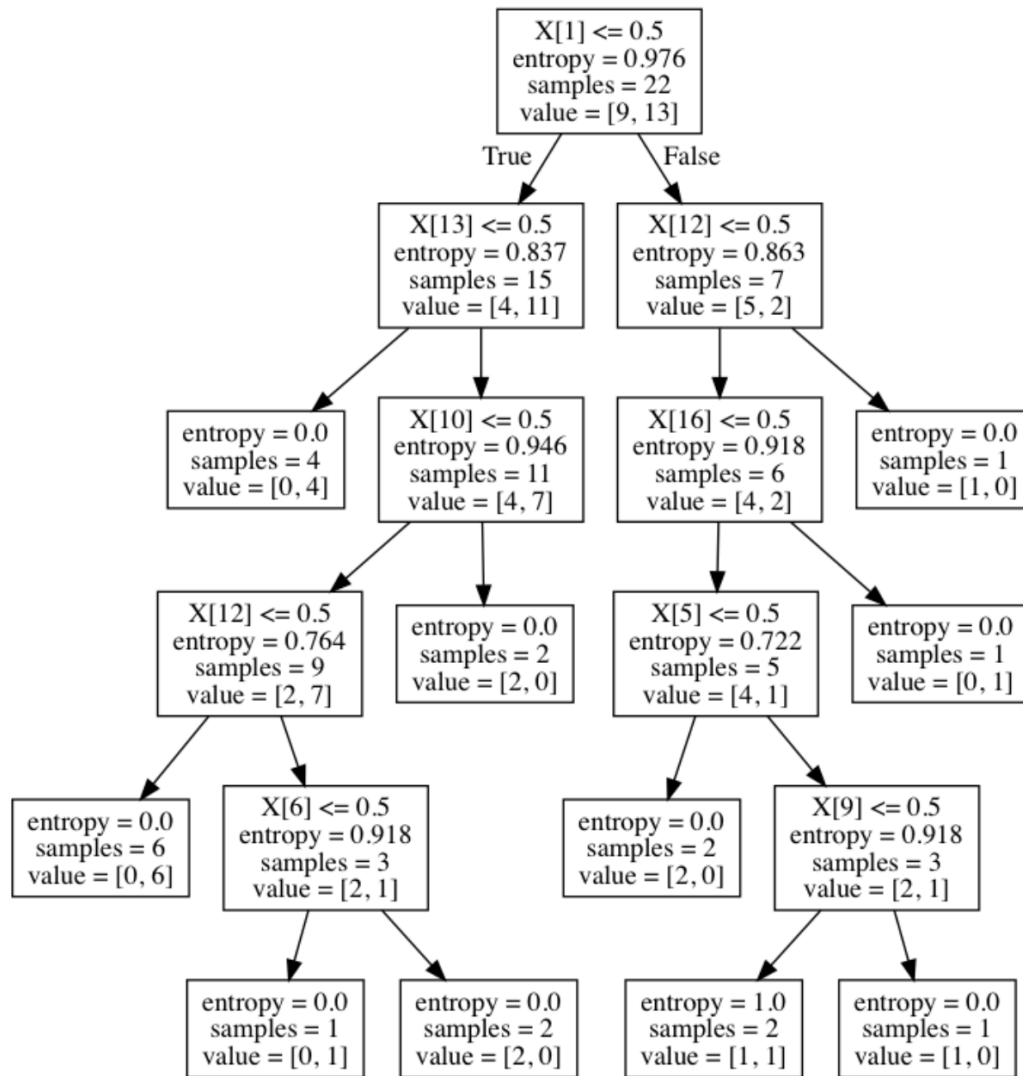 X[1] <= 0.5
entropy = 0.976
samples = 22
value = [9, 13]
True
False
X[13] <= 0.5
entropy = 0.837
samples = 15
value = [4, 11]
X[12] <= 0.5
entropy = 0.863
samples = 7
value = [5, 2]
entropy = 0.0
samples = 4
value = [0, 4]
X[10] <= 0.5
entropy = 0.946
samples = 11
value = [4, 7]
X[16] <= 0.5
entropy = 0.918
samples = 6
value = [4, 2]
entropy = 0.0
samples = 1
value = [1, 0]
X[12] <= 0.5
entropy = 0.764
samples = 9
value = [2, 7]
entropy = 0.0
samples = 2
value = [2, 0]
X[5] <= 0.5
entropy = 0.722
samples = 5
value = [4, 1]
entropy = 0.0
samples = 1
value = [0, 1]
entropy = 0.0
samples = 6
value = [0, 6]
X[6] <= 0.5
entropy = 0.918
samples = 3
value = [2, 1]
entropy = 0.0
samples = 2
value = [2, 0]
X[9] <= 0.5
entropy = 0.918
samples = 3
value = [2, 1]
entropy = 0.0
samples = 1
value = [0, 1]
entropy = 0.0
samples = 2
value = [2, 0]
entropy = 1.0
samples = 2
value = [1, 1]
entropy = 0.0
samples = 1
value = [1, 0]